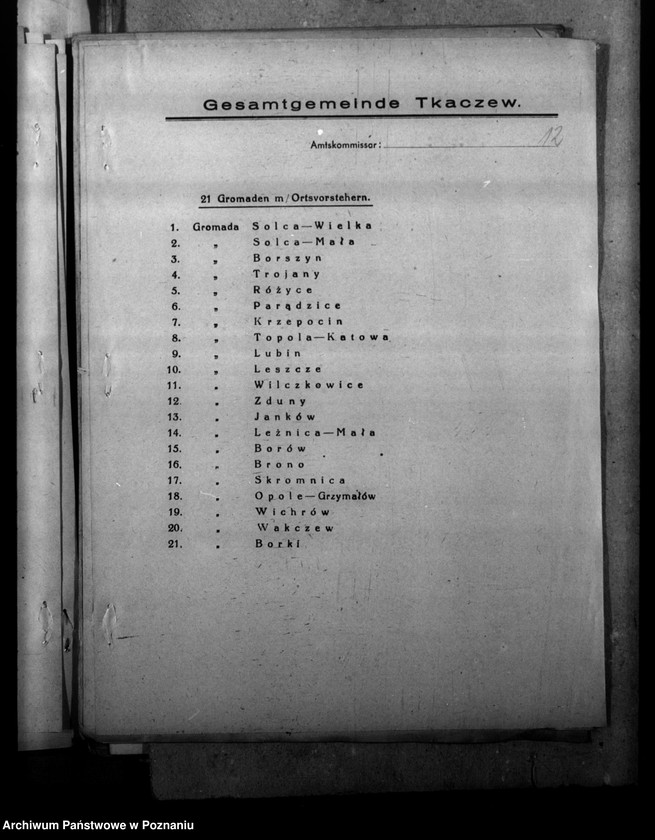 Gesamtgemeinde Tkaczew.
Amtskommissar:
12
21 Gromaden m/Ortsvorstehern.
1. Gromada Solca—Wielka
2. „ Solca—Mała
3. „ Borszyn
4. „ Trojany
5. „ Różyce
6. „ Parądzice
7. „ Krzepocin
8. „ Topola—Katowa
9. „ Lubin
10. „ Leszcze
11. „ Wilczkowice
12. „ Zduny
13. „ Janków
14. „ Leżnica—Mała
15. „ Borów
16. „ Brono
17. „ Skromnica
18. „ Opole—Grzymałów
19. „ Wichrów
20. „ Wakczew
21. „ Borki
Archiwum Państwowe w Poznaniu